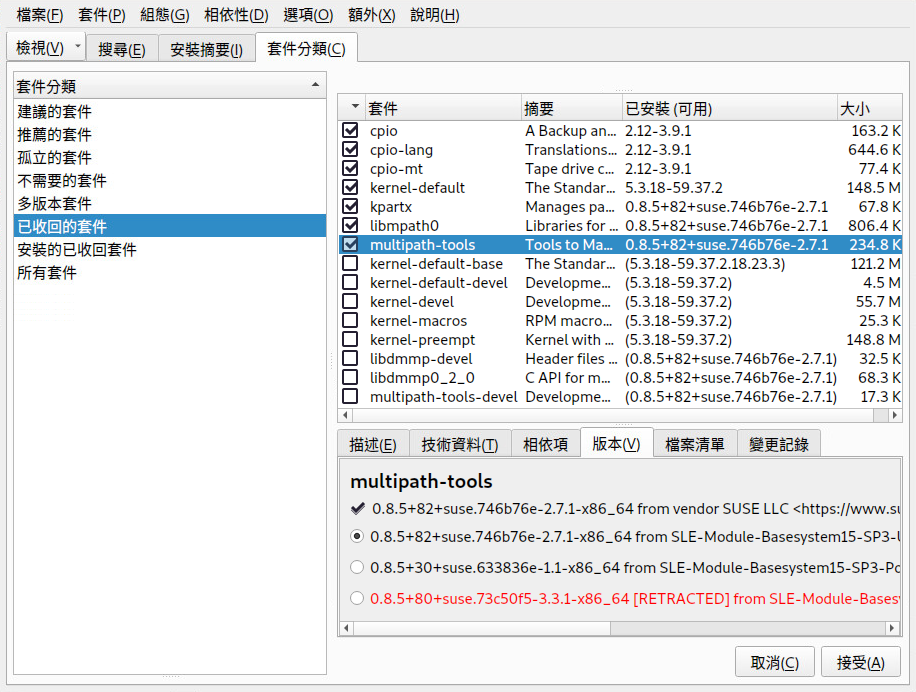 檔案(F) 套件(P) 組態(G) 相依性(D) 選項(O) 額外(X) 說明(H)
檢視(V) 搜尋(E) 安裝摘要(I) 套件分類(C)
套件分類
建議的套件
推薦的套件
孤立的套件
不需要的套件
多版本套件
已收回的套件
安裝的已收回套件
所有套件
套件 摘要 已安裝 (可用) 大小
cpio A Backup an... 2.12-3.9.1 163.2 K
cpio-lang Translations... 2.12-3.9.1 644.6 K
cpio-mt Tape drive c... 2.12-3.9.1 77.4 K
kernel-default The Standar... 5.3.18-59.37.2 148.5 M
kpartx Manages pa... 0.8.5+82+suse.746b76e-2.7.1 67.8 K
libmpath0 Libraries for ... 0.8.5+82+suse.746b76e-2.7.1 806.4 K
multipath-tools Tools to Ma... 0.8.5+82+suse.746b76e-2.7.1 234.8 K
kernel-default-base The Standar... (5.3.18-59.37.2.18.23.3) 121.2 M
kernel-default-devel Developme... (5.3.18-59.37.2) 4.5 M
kernel-devel Developme... (5.3.18-59.37.2) 55.7 M
kernel-macros RPM macro... (5.3.18-59.37.2) 25.3 K
kernel-preempt Kernel with ... (5.3.18-59.37.2) 148.8 M
libdmmp-devel Header files ... (0.8.5+82+suse.746b76e-2.7.1) 32.5 K
libdmmp0_2_0 C API for m... (0.8.5+82+suse.746b76e-2.7.1) 68.3 K
multipath-tools-devel Developme... (0.8.5+82+suse.746b76e-2.7.1) 17.3 K
描述(E) 技術資料(T) 相依項 版本(V) 檔案清單 變更記錄
multipath-tools
0.8.5+82+suse.746b76e-2.7.1-x86_64 from vendor SUSE LLC <https://www.su
0.8.5+82+suse.746b76e-2.7.1-x86_64 from SLE-Module-Basesystem15-SP3-U
0.8.5+30+suse.633836e-1.1-x86_64 from SLE-Module-Basesystem15-SP3-Po
0.8.5+80+suse.73c50f5-3.3.1-x86_64 [RETRACTED] from SLE-Module-Basesy
取消(C) 接受(A)